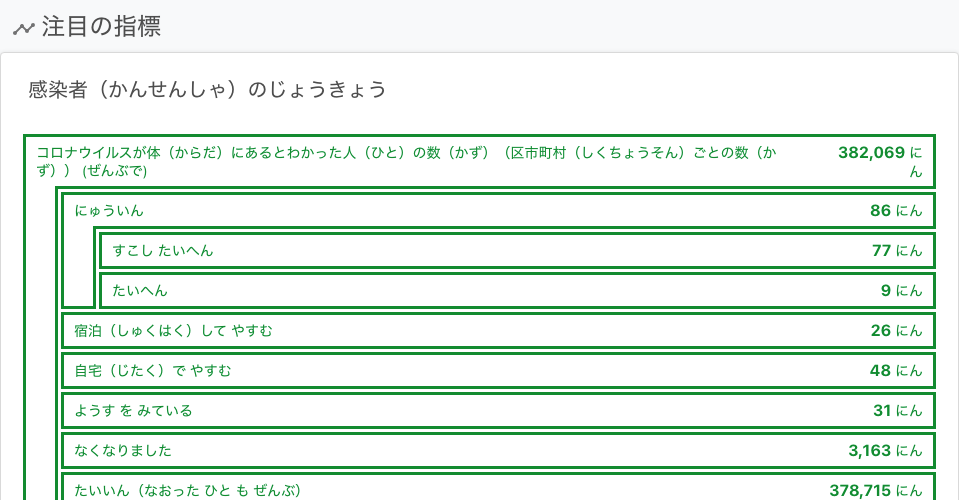 注目の指標
感染者（かんせんしゃ）のじょうきょう
コロナウイルスが体（からだ）にあるとわかった人（ひと）の数（かず）（区市町村（しくちょうそん）ごとの数（か
ず）） (ぜんぶで)
382,069 に
ん
にゅういん 86 にん
すこし たいへん 77 にん
たいへん 9 にん
宿泊（しゅくはく）して やすむ 26 にん
自宅（じたく）で やすむ 48 にん
ようす を みている 31 にん
なくなりました 3,163 にん
たいいん（なおった ひと も ぜんぶ） 378,715 にん